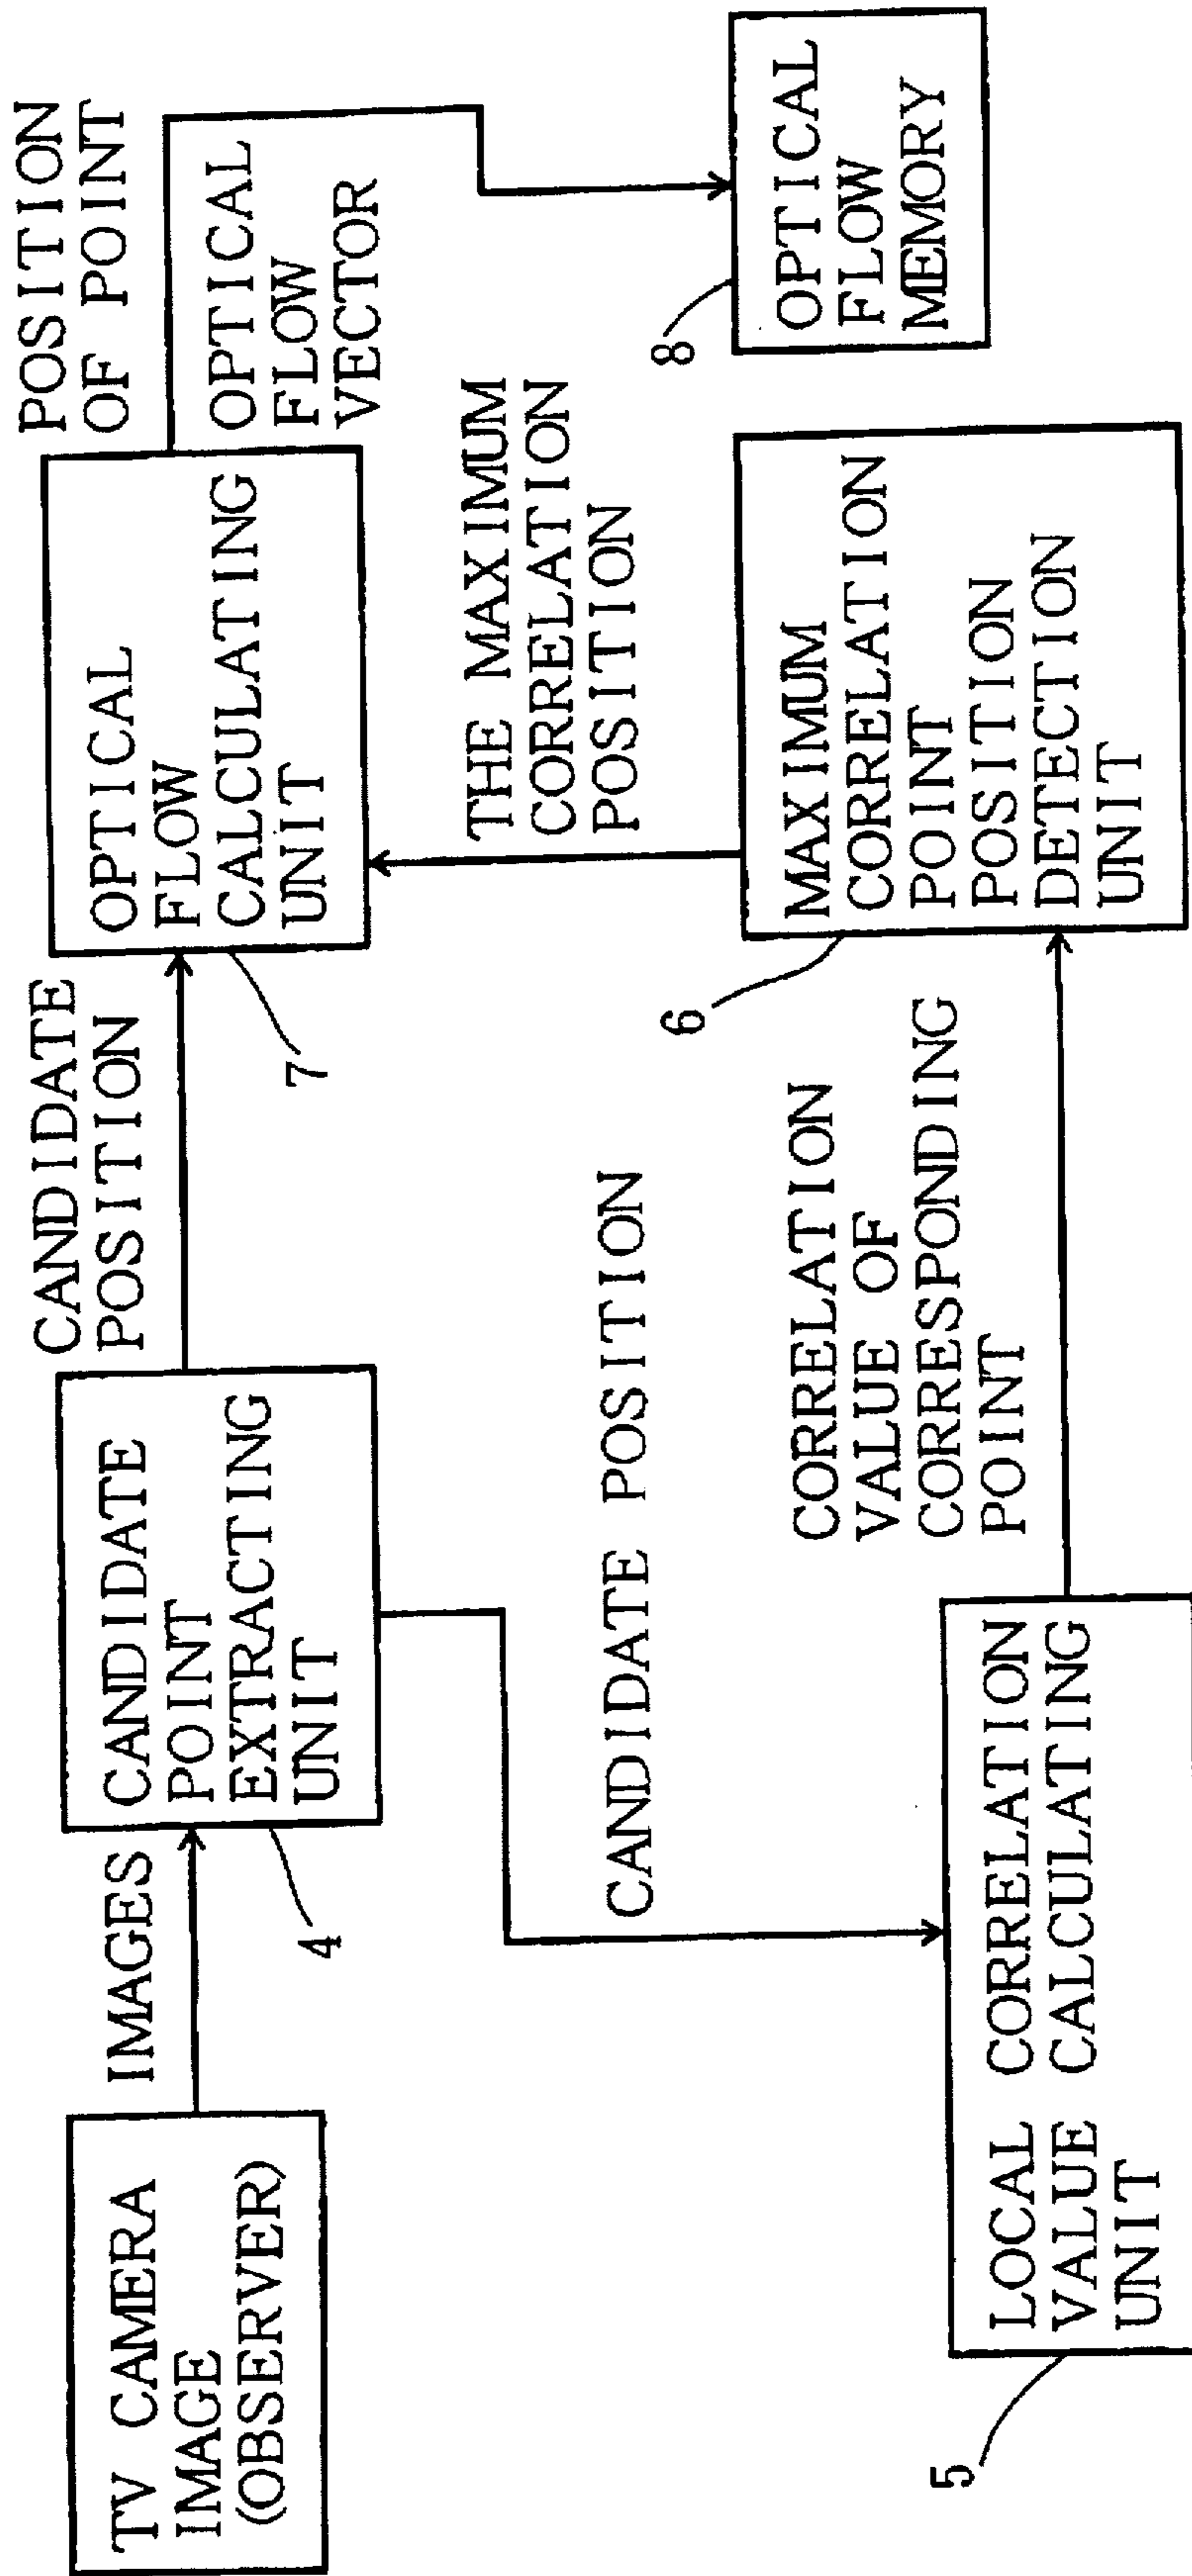 TV CAMERA
IMAGE
(OBSERVER)
IMAGES
CANDIDATE
POINT
EXTRACTING
UNIT
4
CANDIDATE
POSITION
OPTICAL
FLOW
CALCULATING
UNIT
7
POSITION
OF POINT
OPTICAL
FLOW
VECTOR
CANDIDATE POSITION
THE MAXIMUM
CORRELATION
POSITION
8
OPTICAL
FLOW
MEMORY
LOCAL CORRELATION
VALUE CALCULATING
UNIT
5
CORRELATION
VALUE OF
CORRESPONDING
POINT
6
MAXIMUM
CORRELATION
POINT
POSITION
DETECTION
UNIT